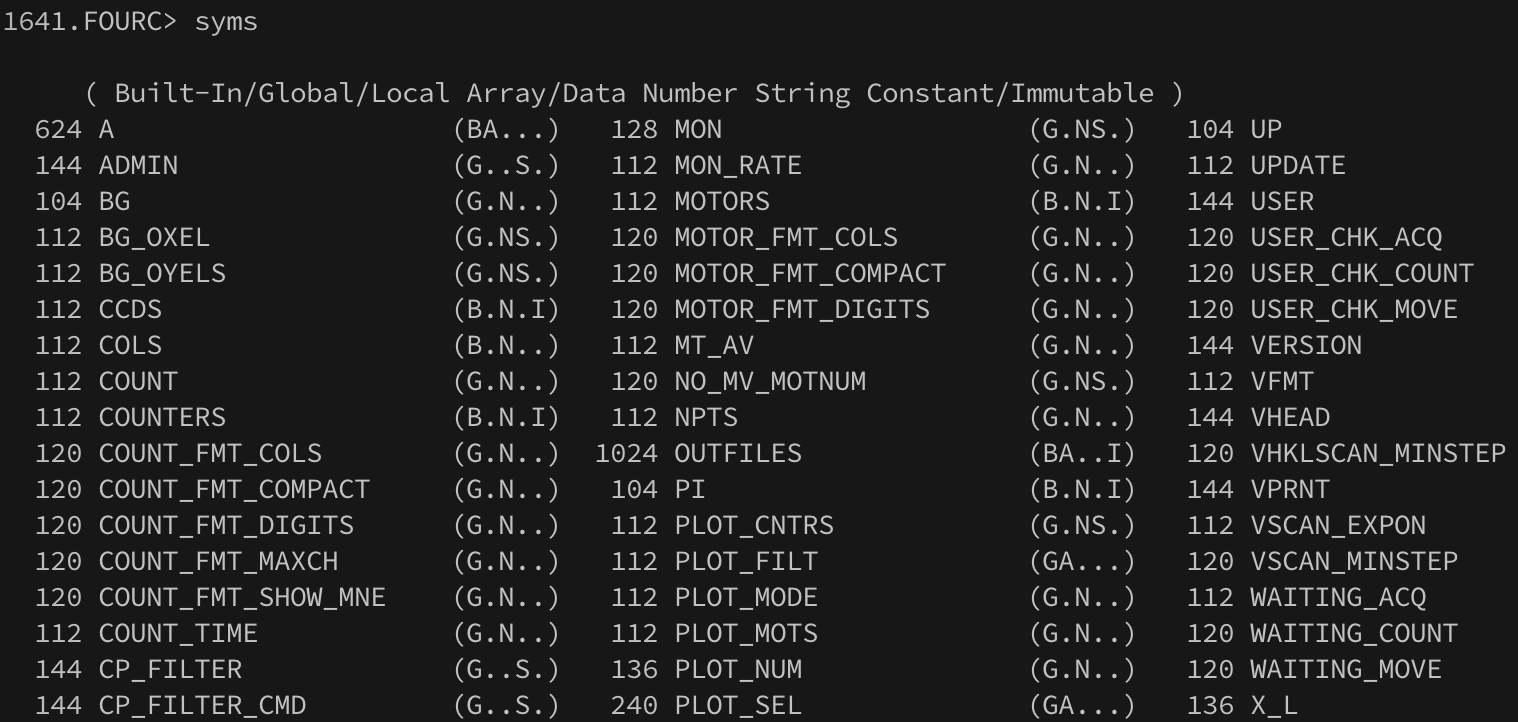 1641.FOURC> syms
( Built-In/Global/Local Array/Data Number String Constant/Immutable )
624 A (BA...) 128 MON (G.NS.) 104 UP
144 ADMIN (G..S.) 112 MON_RATE (G.N..) 112 UPDATE
104 BG (G.N..) 112 MOTORS (B.N.I) 144 USER
112 BG_OXEL (G.NS.) 120 MOTOR_FMT_COLS (G.N..) 120 USER_CHK_ACQ
112 BG_OYELS (G.NS.) 120 MOTOR_FMT_COMPACT (G.N..) 120 USER_CHK_COUNT
112 CCDS (B.N.I) 120 MOTOR_FMT_DIGITS (G.N..) 120 USER_CHK_MOVE
112 COLS (B.N..) 112 MT_AV (G.N..) 144 VERSION
112 COUNT (G.N..) 120 NO_MV_MOTNUM (G.NS.) 112 VFMT
112 COUNTERS (B.N.I) 112 NPTS (G.N..) 144 VHEAD
120 COUNT_FMT_COLS (G.N..) 1024 OUTFILES (BA..I) 120 VHKLSCAN_MINSTEP
120 COUNT_FMT_COMPACT (G.N..) 104 PI (B.N.I) 144 VPRNT
120 COUNT_FMT_DIGITS (G.N..) 112 PLOT_CNTRS (G.NS.) 112 VSCAN_EXPON
120 COUNT_FMT_MAXCH (G.N..) 112 PLOT_FILT (GA...) 120 VSCAN_MINSTEP
120 COUNT_FMT_SHOW_MNE (G.N..) 112 PLOT_MODE (G.N..) 112 WAITING_ACQ
112 COUNT_TIME (G.N..) 112 PLOT_MOTS (G.N..) 120 WAITING_COUNT
144 CP_FILTER (G..S.) 136 PLOT_NUM (G.N..) 120 WAITING_MOVE
144 CP_FILTER_CMD (G..S.) 240 PLOT_SEL (GA...) 136 X_L